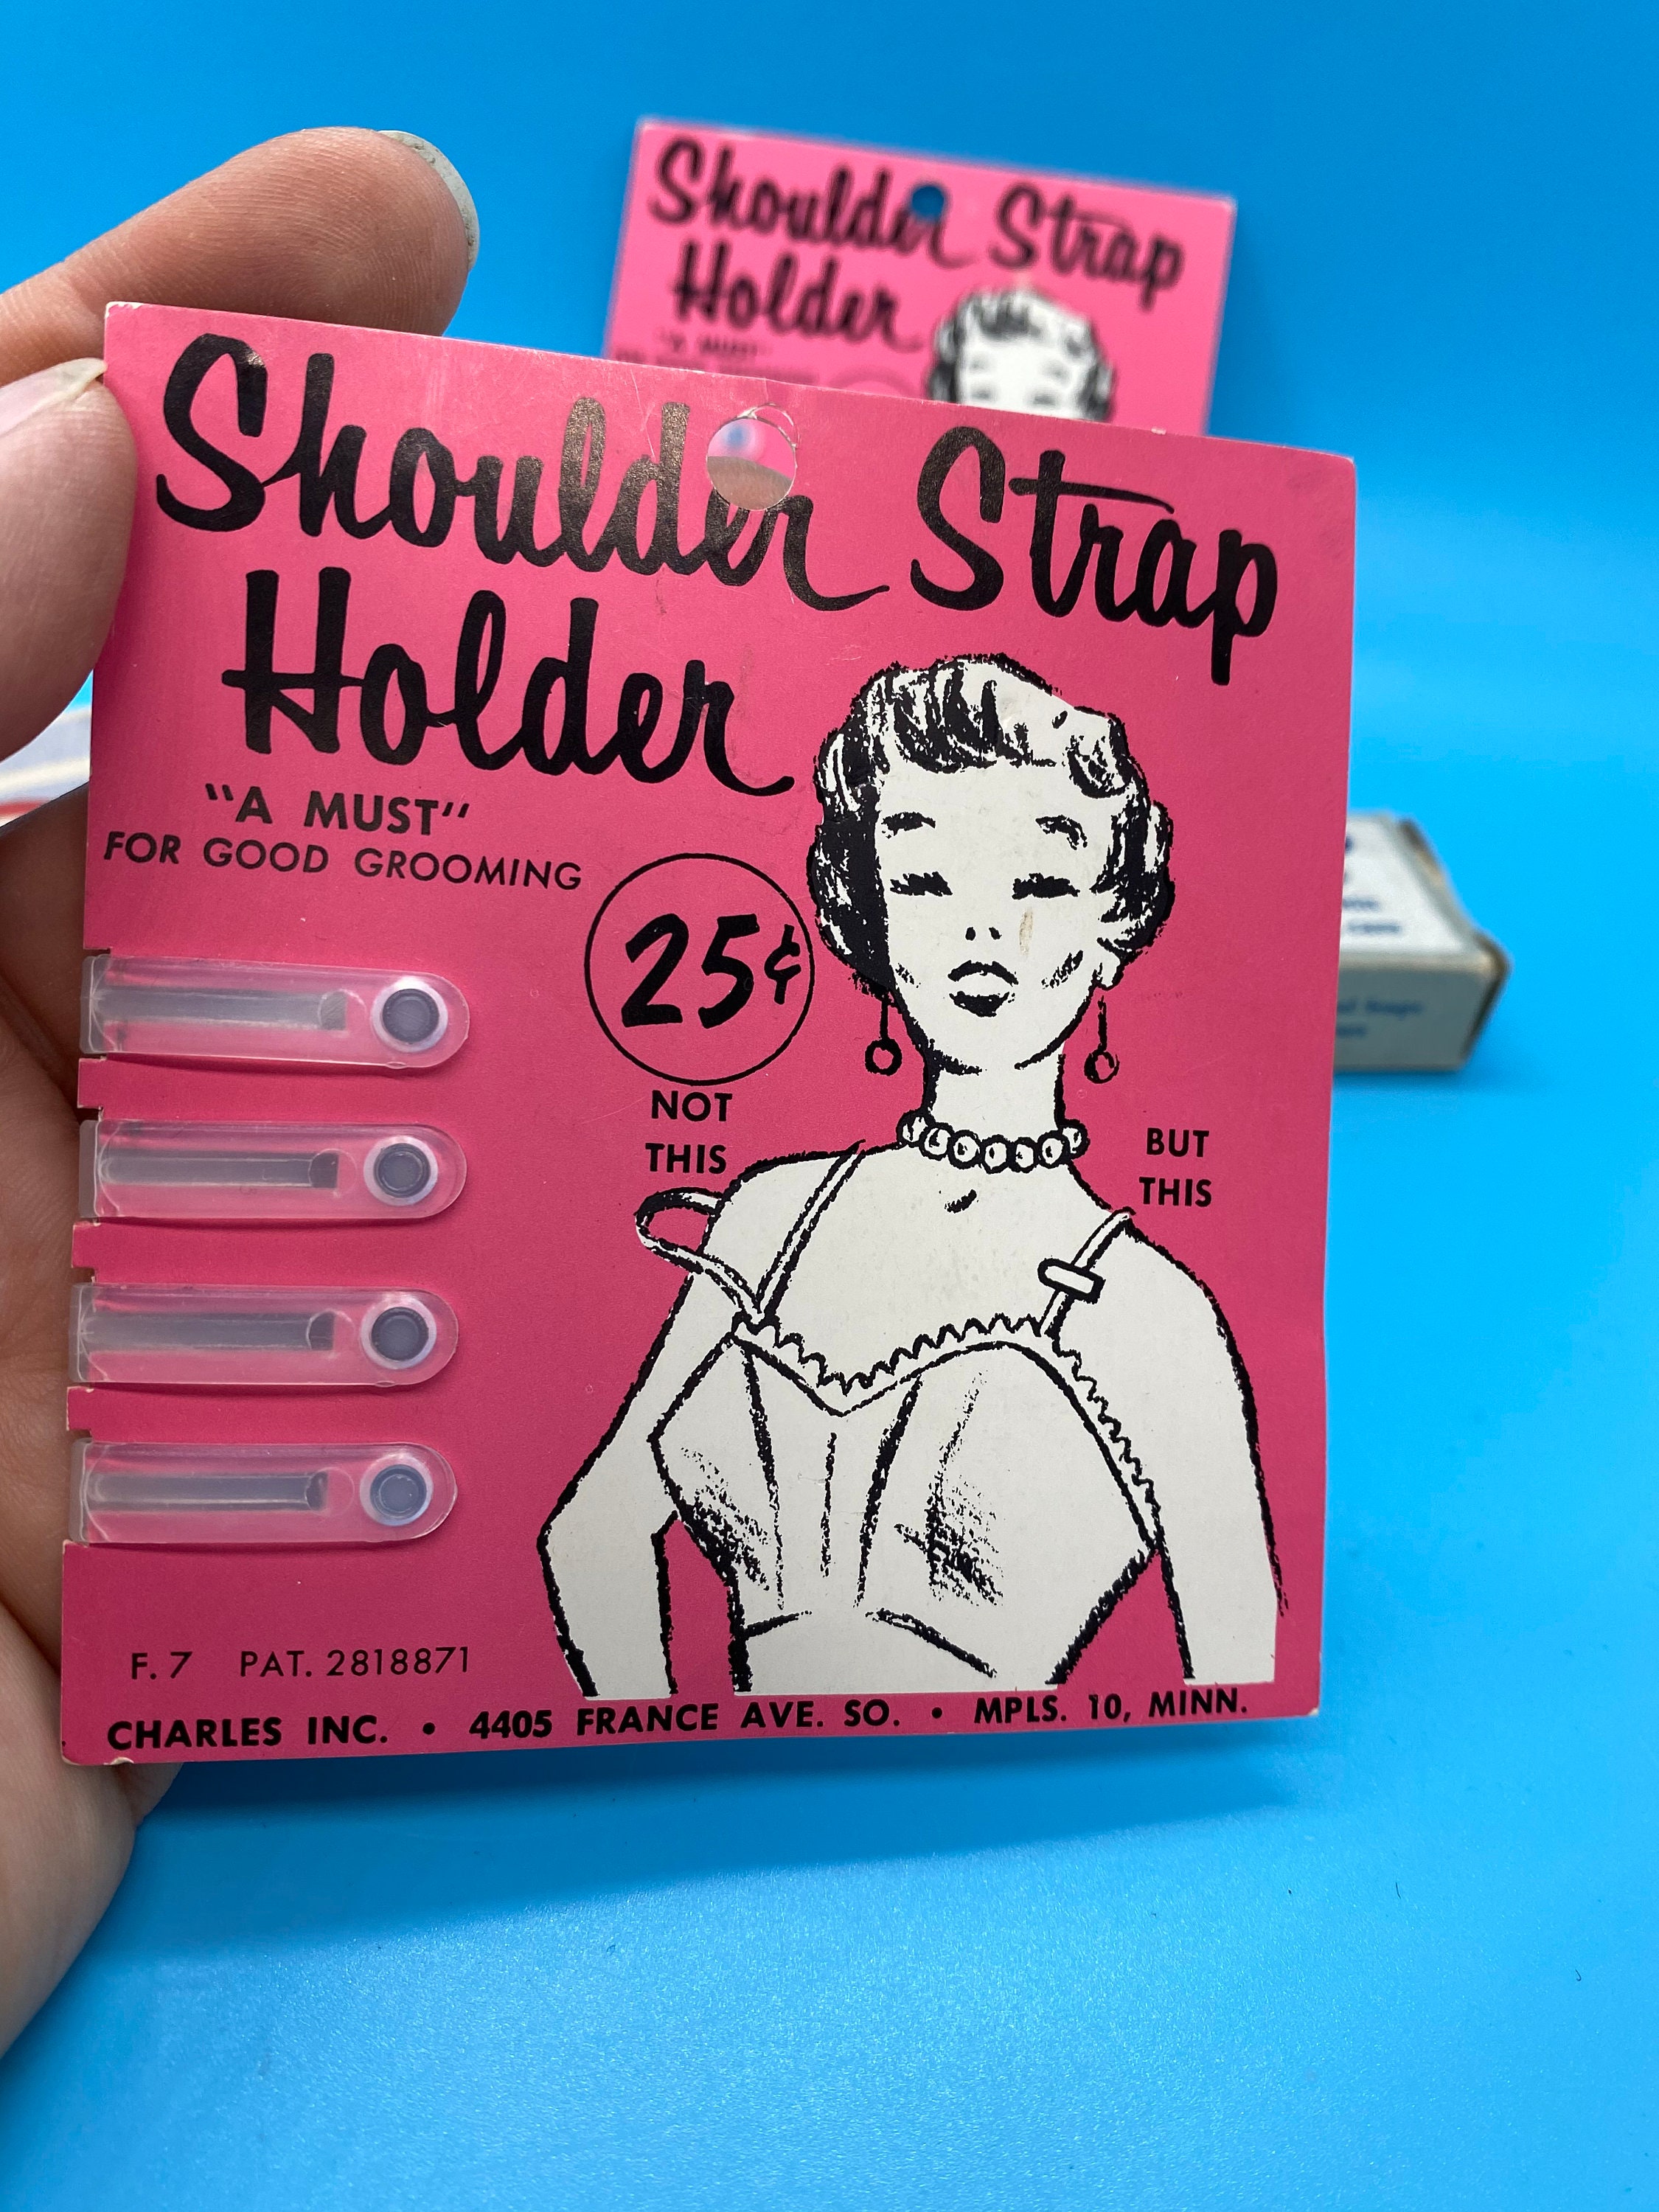 Shoulder Strap
Holder
"A MUST"
Shoulder Strap
Holder
"A MUST"
FOR GOOD GROOMING
25¢
NOT
THIS
BUT
THIS
F. 7 PAT. 2818871
CHARLES INC. • 4405 FRANCE AVE. SO. • MPLS. 10, MINN.